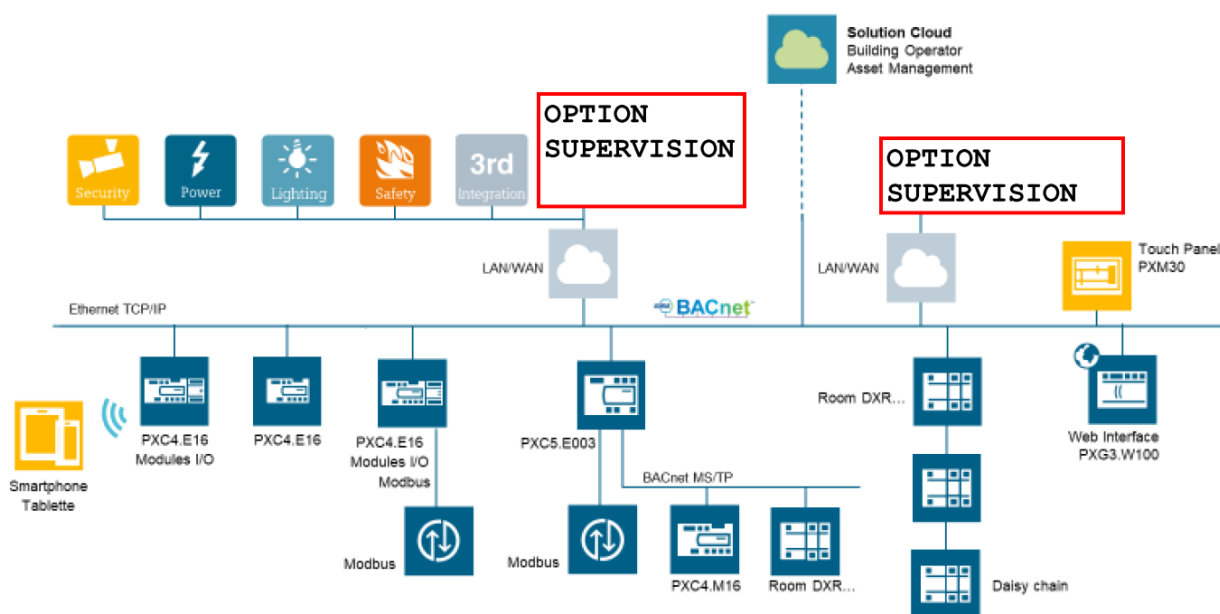 Solution Cloud
Building Operator
Asset Management
OPTION
SUPERVISION
OPTION
SUPERVISION
Security
Power
Lighting
Safety
3rd
Integration
LAN/WAN
LAN/WAN
Touch Panel
PXM30
Ethernet TCP/IP
BACnet
Room DXR...
PXC4.E16
Modules I/O
PXC4.E16
PXC4.E16
Modules I/O
Modbus
PXC5.E003
Web Interface
PXG3.W100
BACnet MS/TP
Smartphone
Tablette
Modbus
Modbus
PXC4.M16
Room DXR...
Daisy chain